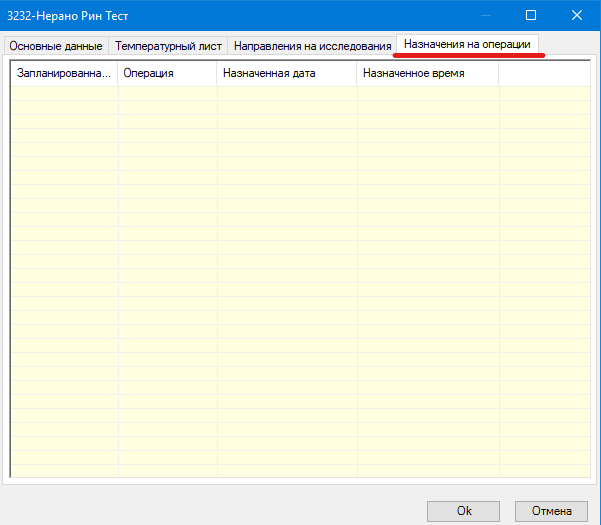 3232-Нерано Рин Тест
Основные данные Температурный лист Направления на исследования Назначения на операции
Запланированна... Операция Назначенная дата Назначенное время
Ok Отмена